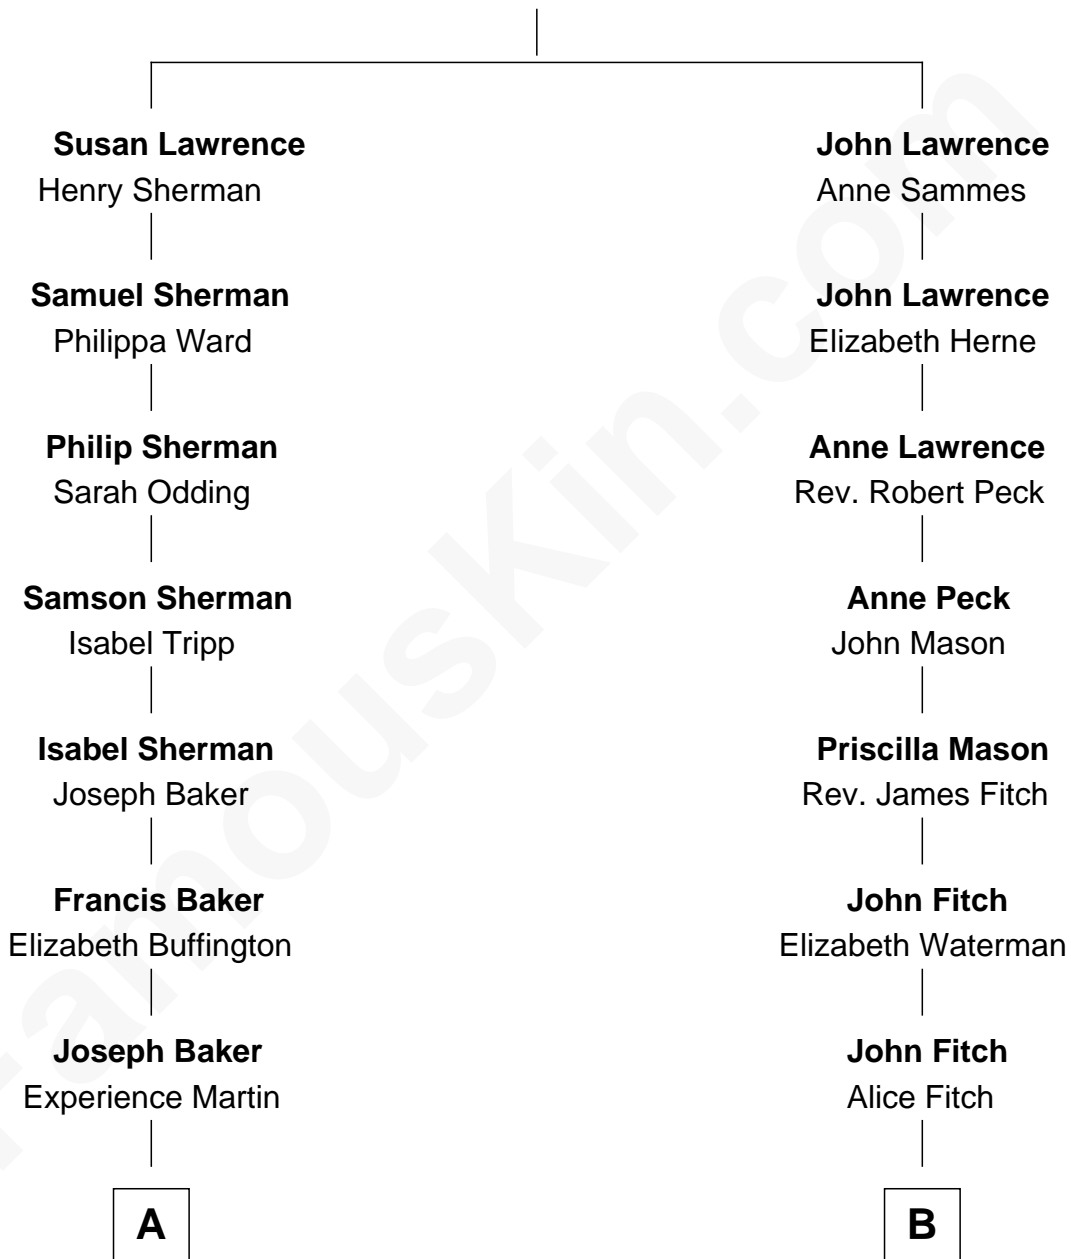 Susan Lawrence
Henry Sherman
John Lawrence
Anne Sammes
Samuel Sherman
Philippa Ward
John Lawrence
Elizabeth Herne
Philip Sherman
Sarah Odding
Anne Lawrence
Rev. Robert Peck
Samson Sherman
Isabel Tripp
Anne Peck
John Mason
Isabel Sherman
Joseph Baker
Priscilla Mason
Rev. James Fitch
Francis Baker
Elizabeth Buffington
John Fitch
Elizabeth Waterman
Joseph Baker
Experience Martin
John Fitch
Alice Fitch
A
B
FamousKin.com